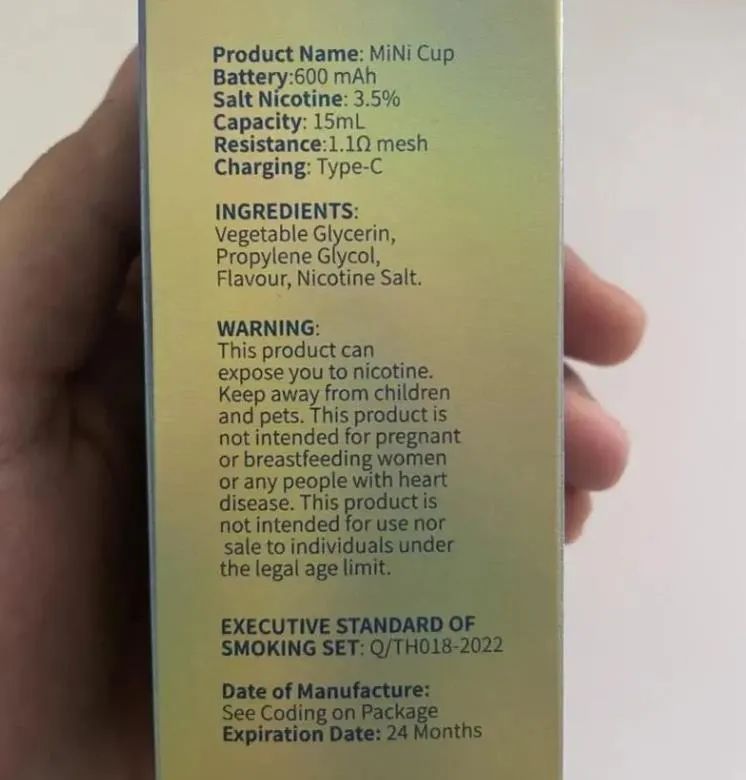 Product Name: MiNi Cup
Battery:600 mAh
Salt Nicotine: 3.5%
Capacity: 15mL
Resistance:1.1Ω mesh
Charging: Type-C
INGREDIENTS:
Vegetable Glycerin,
Propylene Glycol,
Flavour, Nicotine Salt.
WARNING:
This product can
expose you to nicotine.
Keep away from children
and pets. This product is
not intended for pregnant
or breastfeeding women
or any people with heart
disease. This product is
not intended for use nor
sale to individuals under
the legal age limit.
EXECUTIVE STANDARD OF
SMOKING SET: Q/TH018-2022
Date of Manufacture:
See Coding on Package
Expiration Date: 24 Months